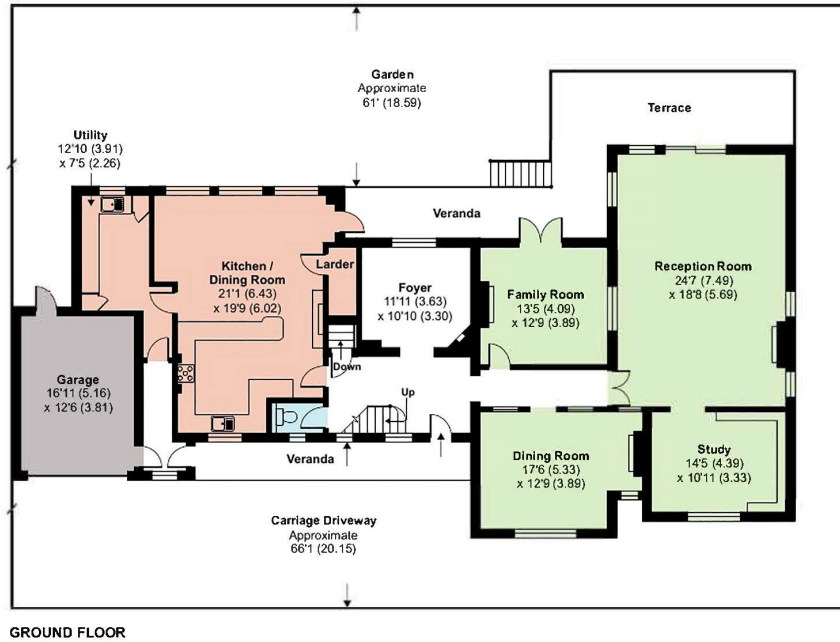 Garden
Approximate
61' (18.59)
Terrace
Utility
12'10 (3.91)
x 7'5 (2.26)
Veranda
Kitchen /
Dining Room
21'1 (6.43)
x 19'9 (6.02)
Larder
Foyer
11'11 (3.63)
x 10'10 (3.30)
Family Room
13'5 (4.09)
x 12'9 (3.89)
Reception Room
24'7 (7.49)
x 18'8 (5.69)
Garage
16'11 (5.16)
x 12'6 (3.81)
Down
Up
Veranda
Dining Room
17'6 (5.33)
x 12'9 (3.89)
Study
14'5 (4.39)
x 10'11 (3.33)
Carriage Driveway
Approximate
66'1 (20.15)
GROUND FLOOR